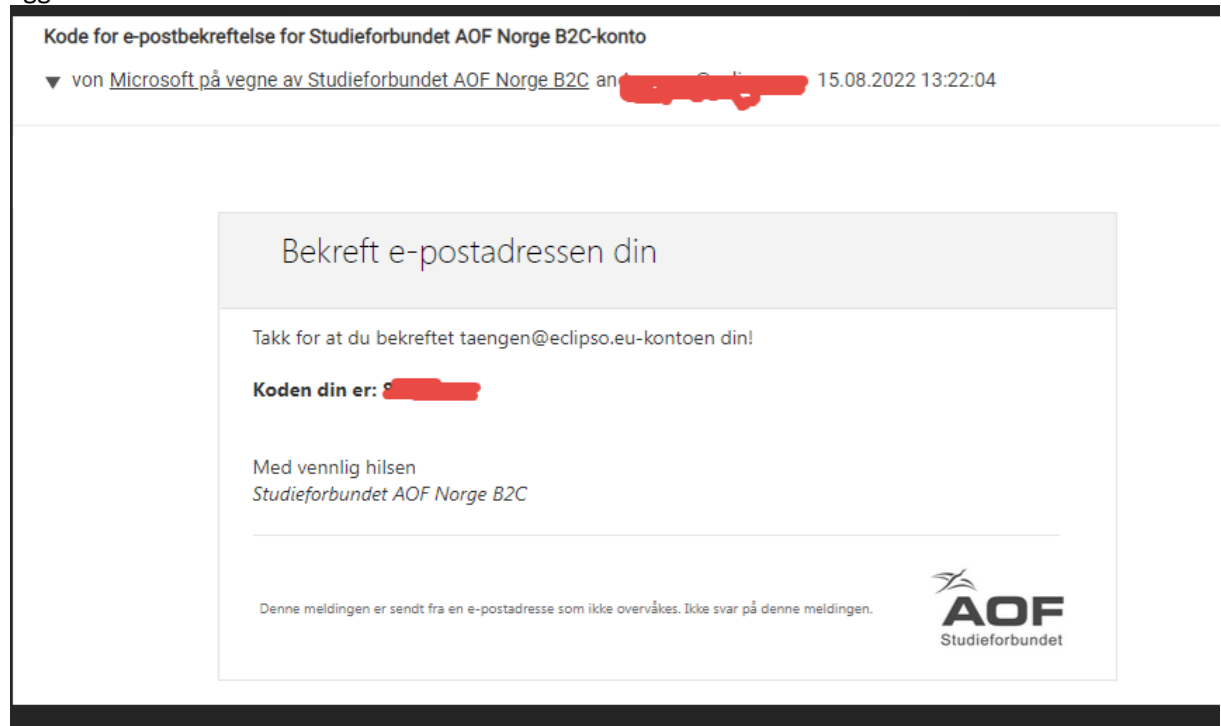 Kode for e-postbekreftelse for Studieforbundet AOF Norge B2C-konto
von Microsoft på vegne av Studieforbundet AOF Norge B2C an 15.08.2022 13:22:04
Bekreft e-postadressen din
Takk for at du bekreftet taengen@eclipso.eu-kontoen din!
Koden din er:
Med vennlig hilsen
Studieforbundet AOF Norge B2C
Denne meldingen er sendt fra en e-postadresse som ikke overvåkes. Ikke svar på denne meldingen.
AOF
Studieforbundet